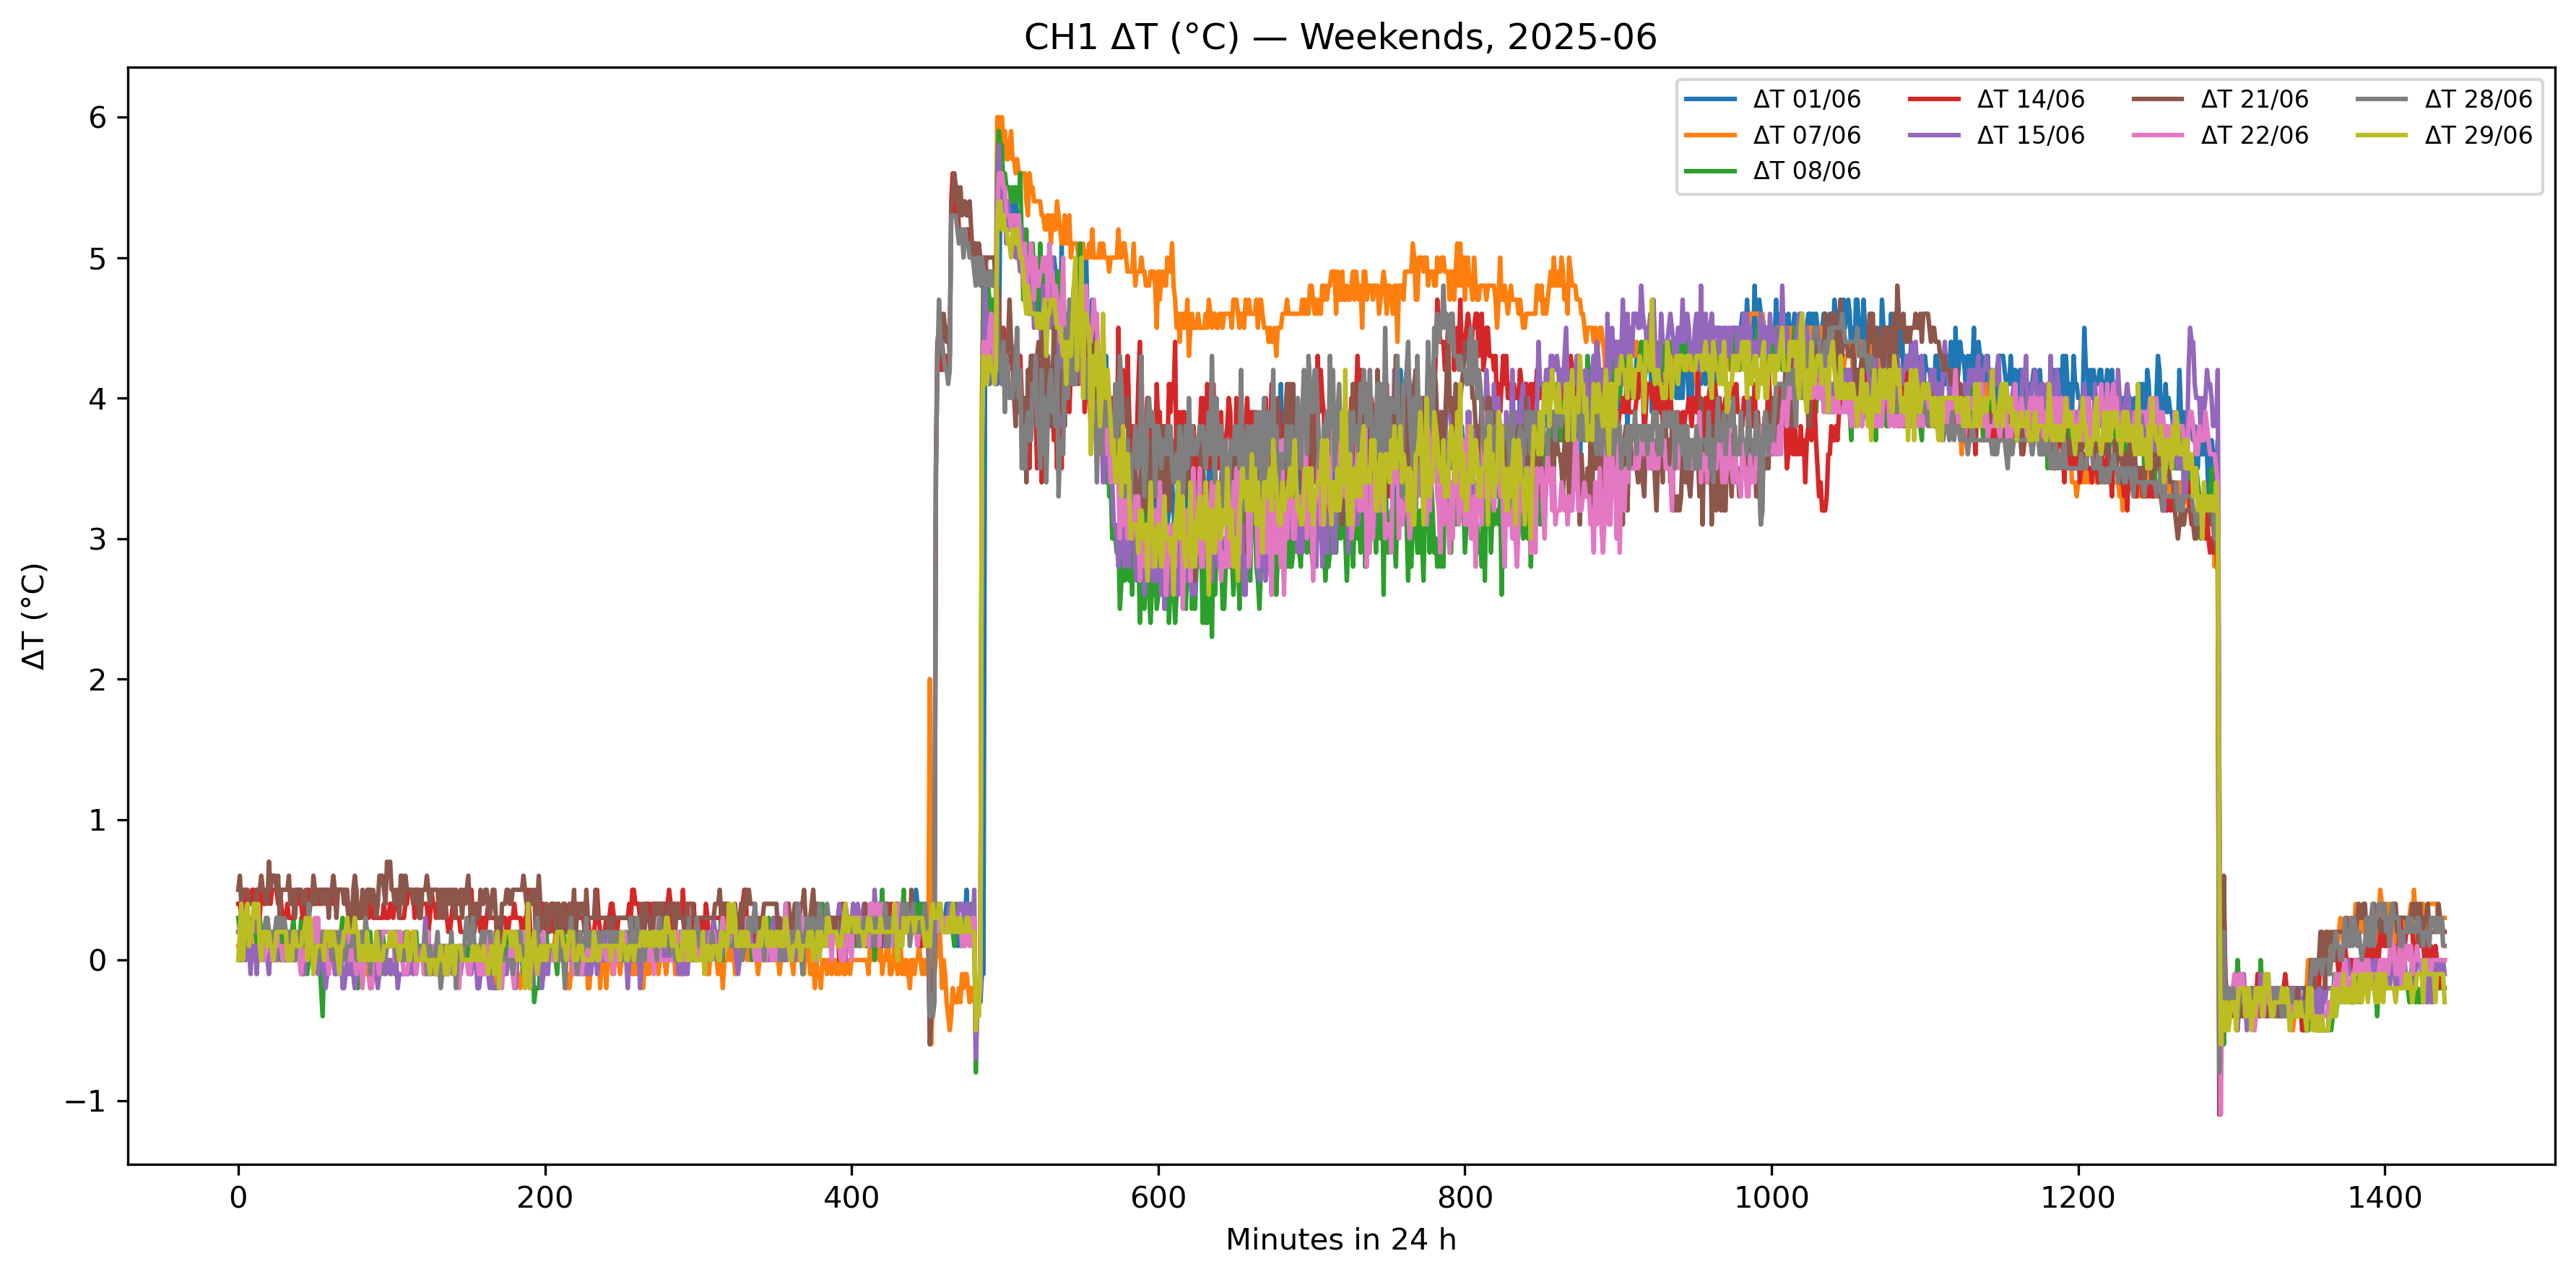 CH1 ΔT (°C) — Weekends, 2025-06
ΔT 01/06
ΔT 07/06
ΔT 08/06
ΔT 14/06
ΔT 15/06
ΔT 21/06
ΔT 22/06
ΔT 28/06
ΔT 29/06
ΔT (°C)
6
5
4
3
2
1
0
−1
0 200 400 600 800 1000 1200 1400
Minutes in 24 h